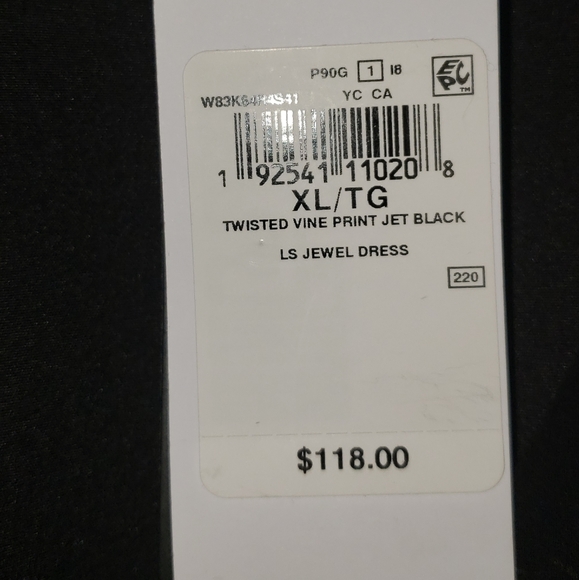 P90G 1 I8
EPC™
YC CA
1 92541 11020 8
XL/TG
TWISTED VINE PRINT JET BLACK
LS JEWEL DRESS
220
$118.00